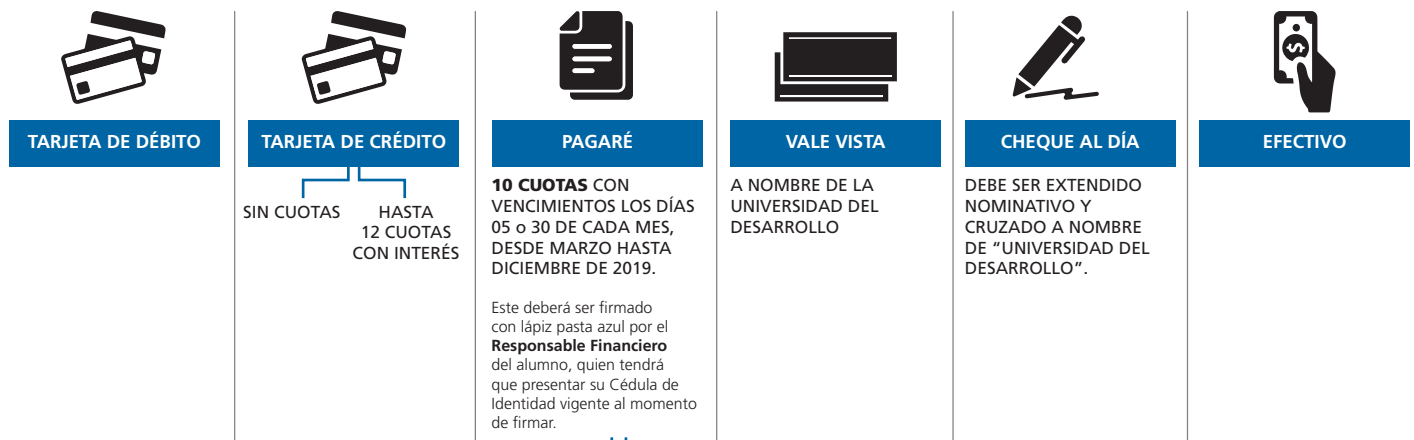 TARJETA DE DÉBITO
TARJETA DE CRÉDITO
SIN CUOTAS
HASTA
12 CUOTAS
CON INTERÉS
PAGARÉ
10 CUOTAS CON
VENCIMIENTOS LOS DÍAS
05 o 30 DE CADA MES,
DESDE MARZO HASTA
DICIEMBRE DE 2019.
Este deberá ser firmado
con lápiz pasta azul por el
Responsable Financiero
del alumno, quien tendrá
que presentar su Cédula de
Identidad vigente al momento
de firmar.
VALE VISTA
A NOMBRE DE LA
UNIVERSIDAD DEL
DESARROLLO
CHEQUE AL DÍA
DEBE SER EXTENDIDO
NOMINATIVO Y
CRUZADO A NOMBRE
DE “UNIVERSIDAD DEL
DESARROLLO”.
EFECTIVO
$